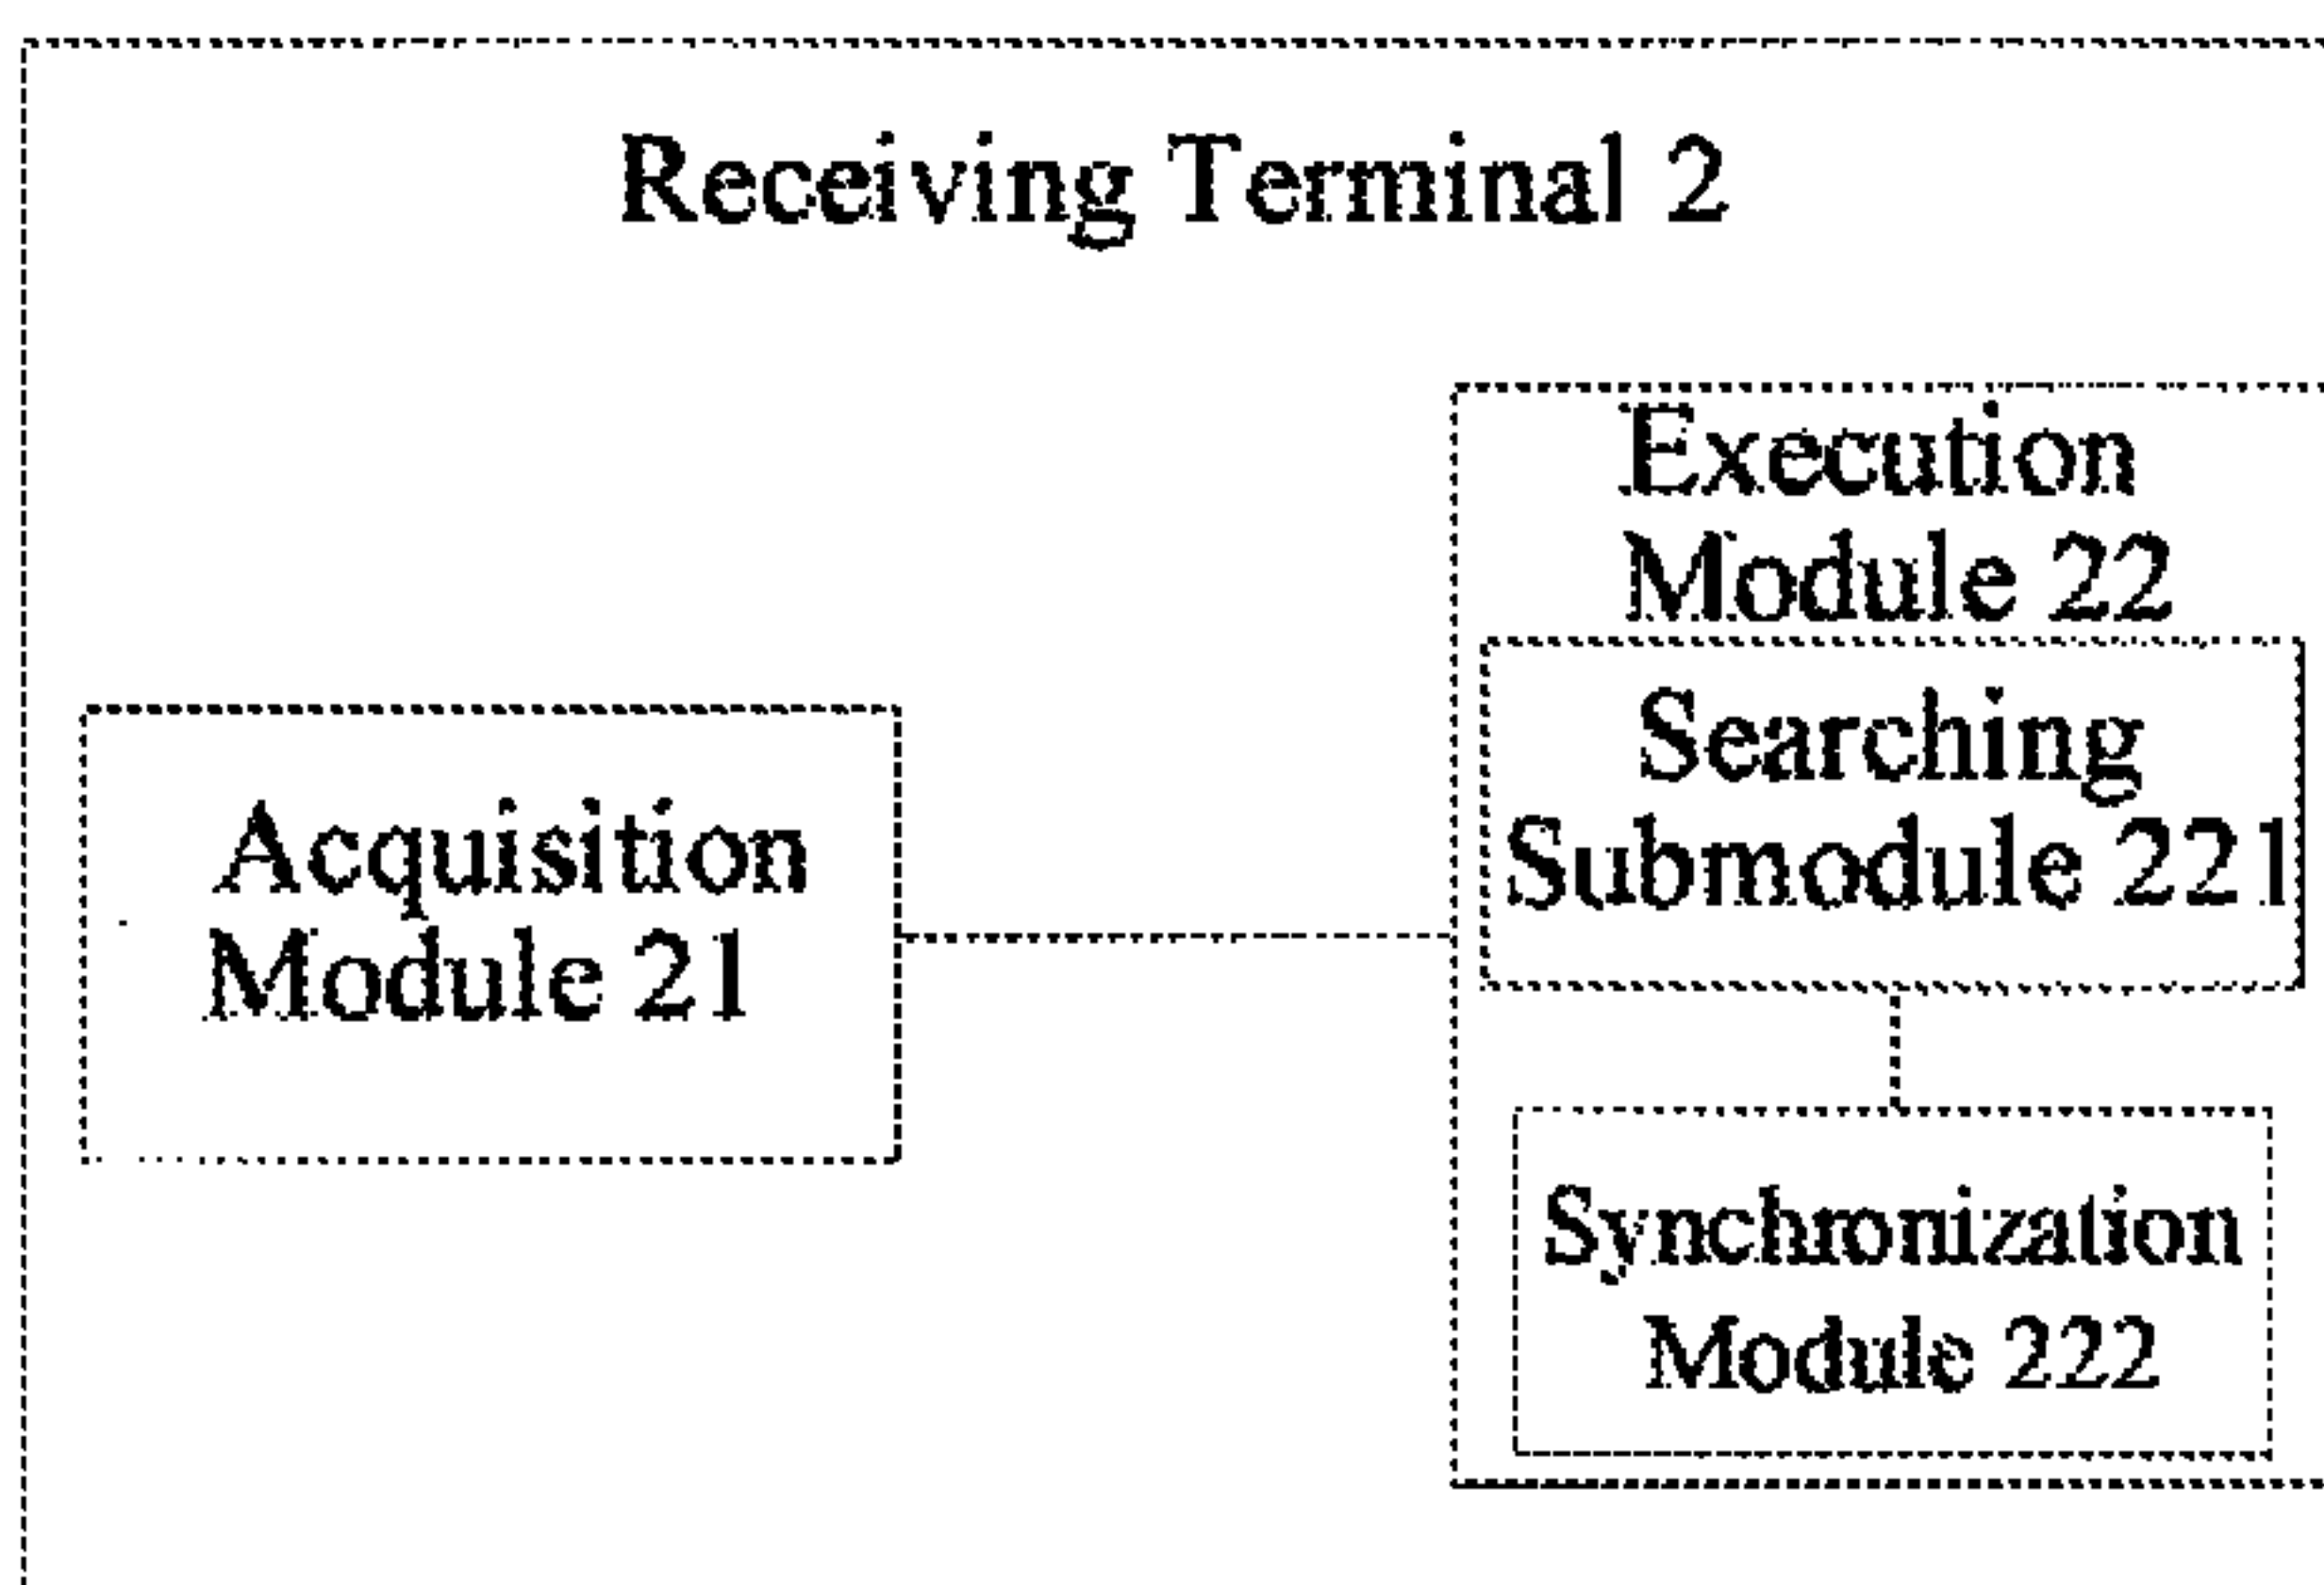 Receiving Terminal 2
Execution
Module 22
Searching
Submodule 221
Acquisition
Module 21
Synchronization
Module 222